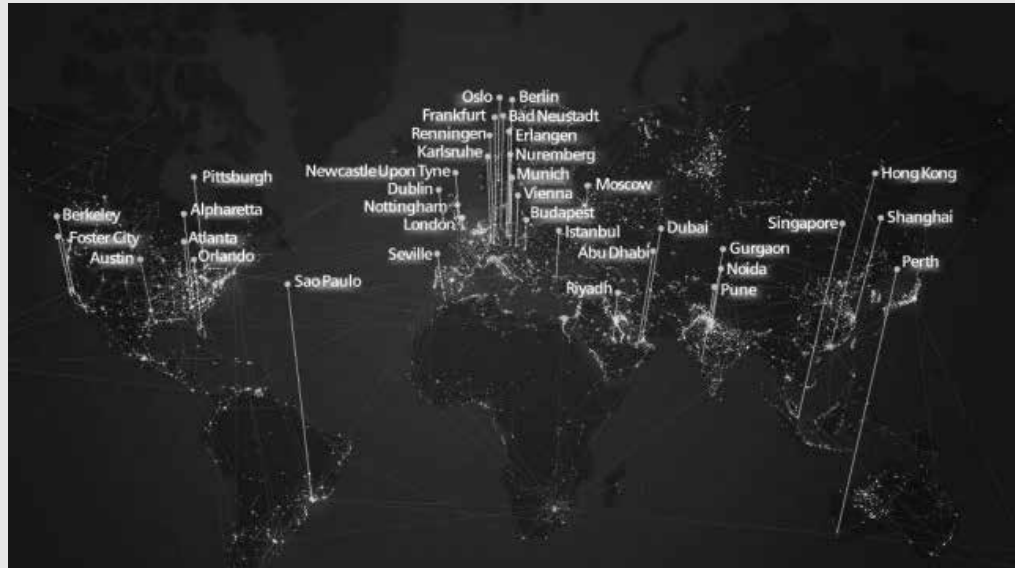 Oslo
Berlin
Frankfurt
Bad Neustadt
Renningen
Erlangen
Karlsruhe
Nuremberg
Newcastle Upon Tyne
Munich
Dublin
Vienna
Nottingham
Budapest
London
Moscow
Istanbul
Seville
Pittsburgh
Alpharetta
Berkeley
Foster City
Atlanta
Austin
Orlando
Sao Paulo
Dubai
Abu Dhabi
Riyadh
Gurgaon
Noida
Pune
Hong Kong
Singapore
Shanghai
Perth